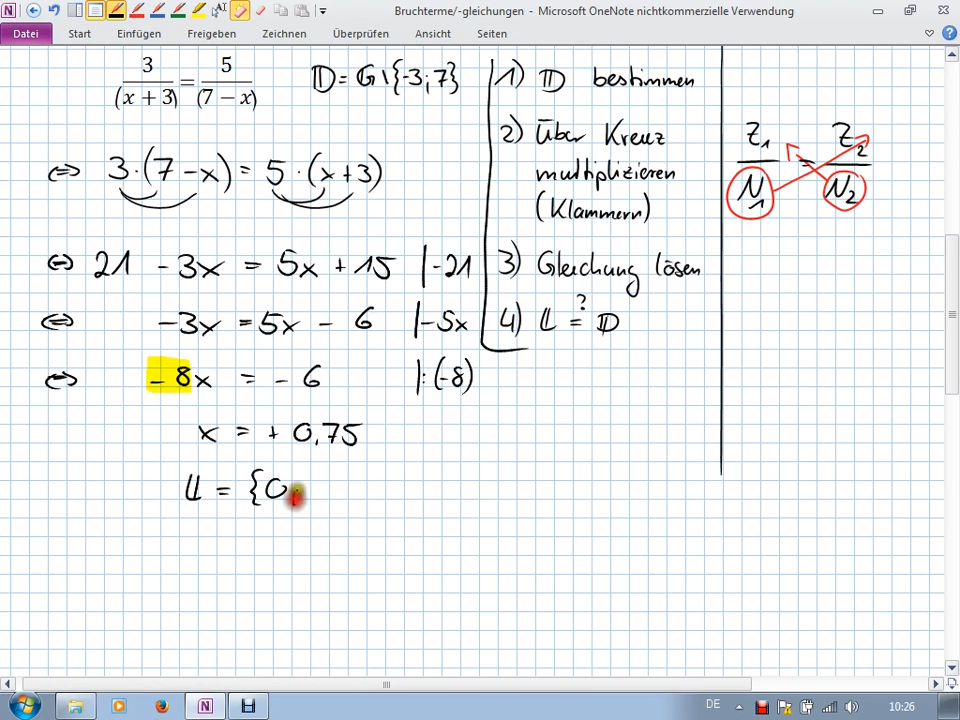 Bruchterme/-gleichungen - Microsoft OneNote nichtkommerzielle Verwendung
Datei Start Einfügen Freigeben Zeichnen Überprüfen Ansicht Seiten
3/(x + 3) = 5/(7 − x) 𝔻 = G\{-3;7}
⇔ 3·(7 − x) = 5·(x + 3)
⇔ 21 − 3x = 5x + 15 |−21
⇔ −3x = 5x − 6 |−5x
⇔ −8x = −6 |:(−8)
x = + 0,75
𝕃 = {0,
1) 𝔻 bestimmen
2) Über Kreuz
multiplizieren
(Klammern)
3) Gleichung lösen
4) 𝕃 ?= 𝔻
Z₁/N₁ = Z₂/N₂
DE 10:26